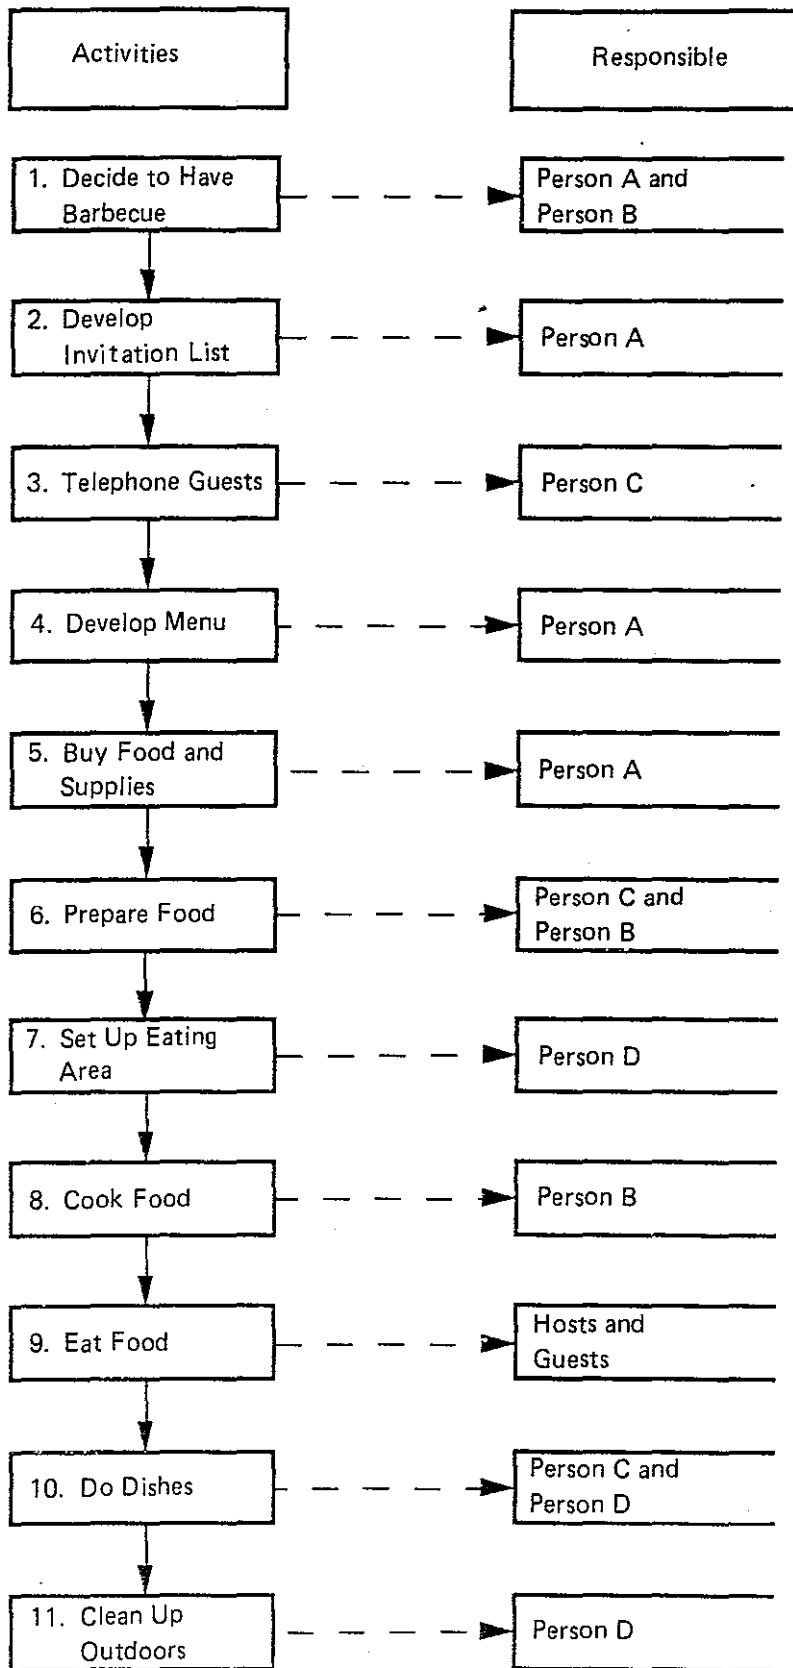 Activities
Responsible
1. Decide to Have
Barbecue
Person A and
Person B
2. Develop
Invitation List
Person A
3. Telephone Guests
Person C
4. Develop Menu
Person A
5. Buy Food and
Supplies
Person A
6. Prepare Food
Person C and
Person B
7. Set Up Eating
Area
Person D
8. Cook Food
Person B
9. Eat Food
Hosts and
Guests
10. Do Dishes
Person C and
Person D
11. Clean Up
Outdoors
Person D